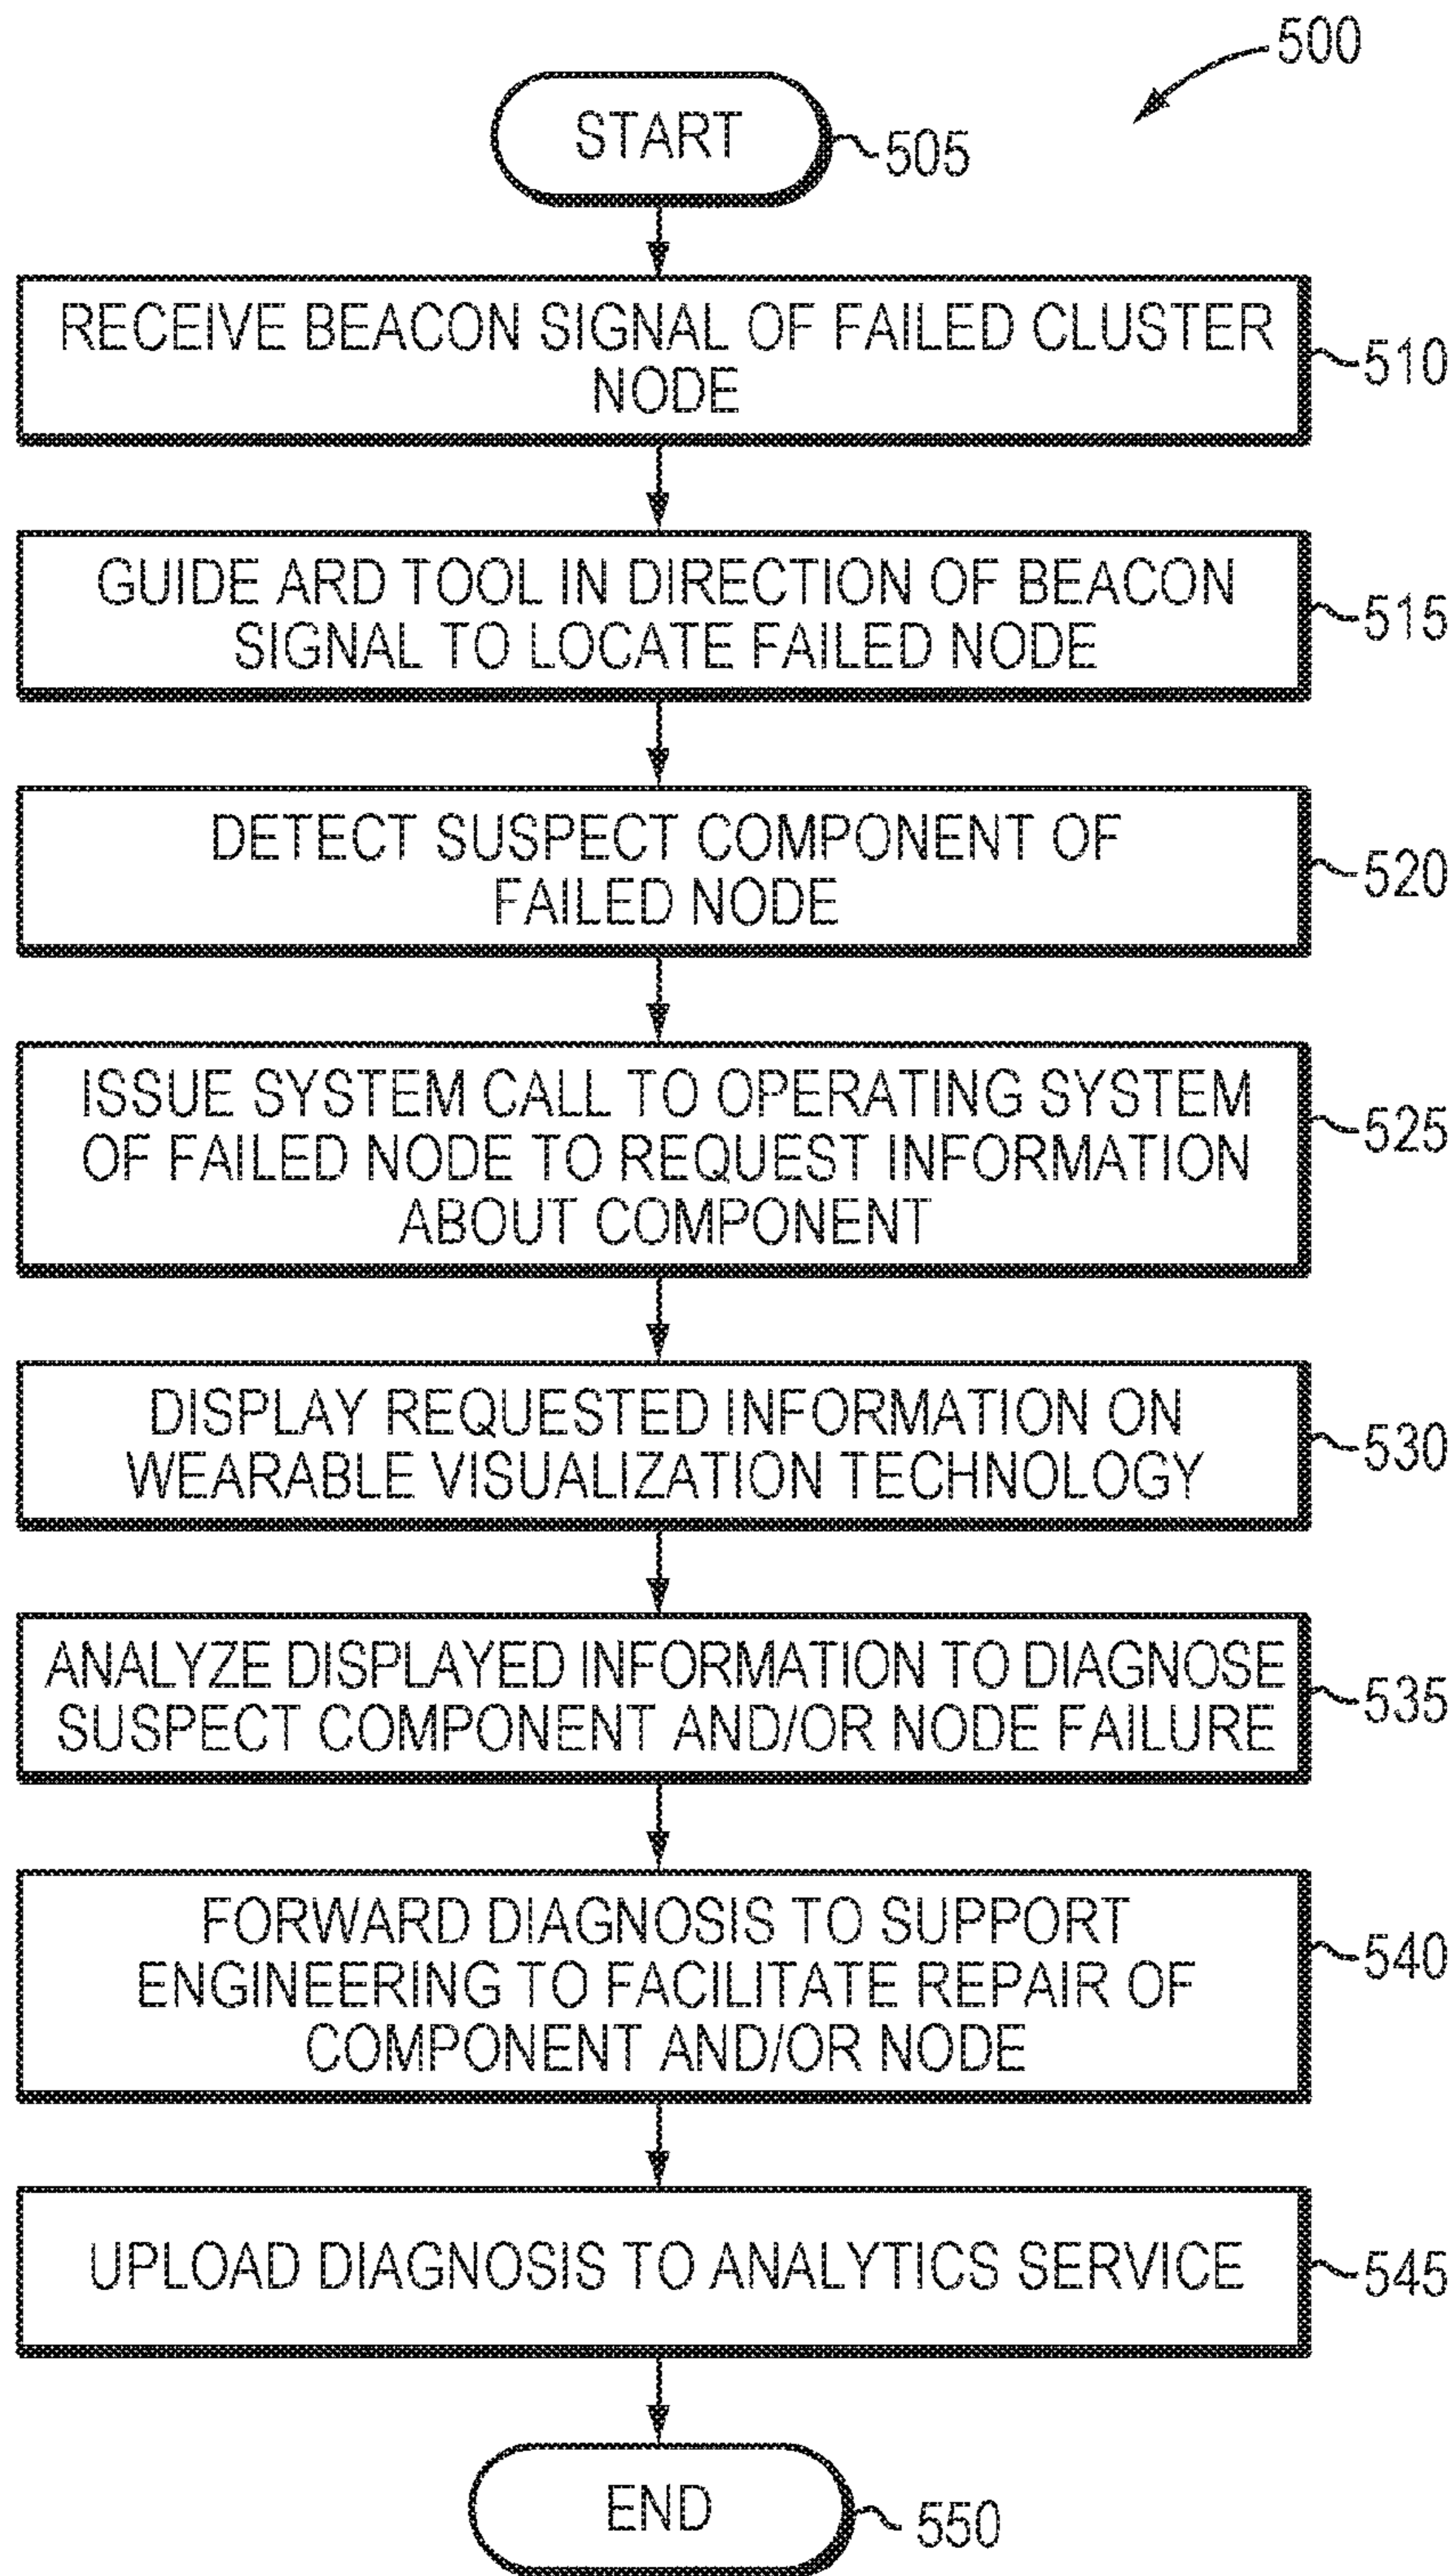 500
START
505
RECEIVE BEACON SIGNAL OF FAILED CLUSTER
NODE
510
GUIDE ARD TOOL IN DIRECTION OF BEACON
SIGNAL TO LOCATE FAILED NODE
515
DETECT SUSPECT COMPONENT OF
FAILED NODE
520
ISSUE SYSTEM CALL TO OPERATING SYSTEM
OF FAILED NODE TO REQUEST INFORMATION
ABOUT COMPONENT
525
DISPLAY REQUESTED INFORMATION ON
WEARABLE VISUALIZATION TECHNOLOGY
530
ANALYZE DISPLAYED INFORMATION TO DIAGNOSE
SUSPECT COMPONENT AND/OR NODE FAILURE
535
FORWARD DIAGNOSIS TO SUPPORT
ENGINEERING TO FACILITATE REPAIR OF
COMPONENT AND/OR NODE
540
UPLOAD DIAGNOSIS TO ANALYTICS SERVICE
545
END
550